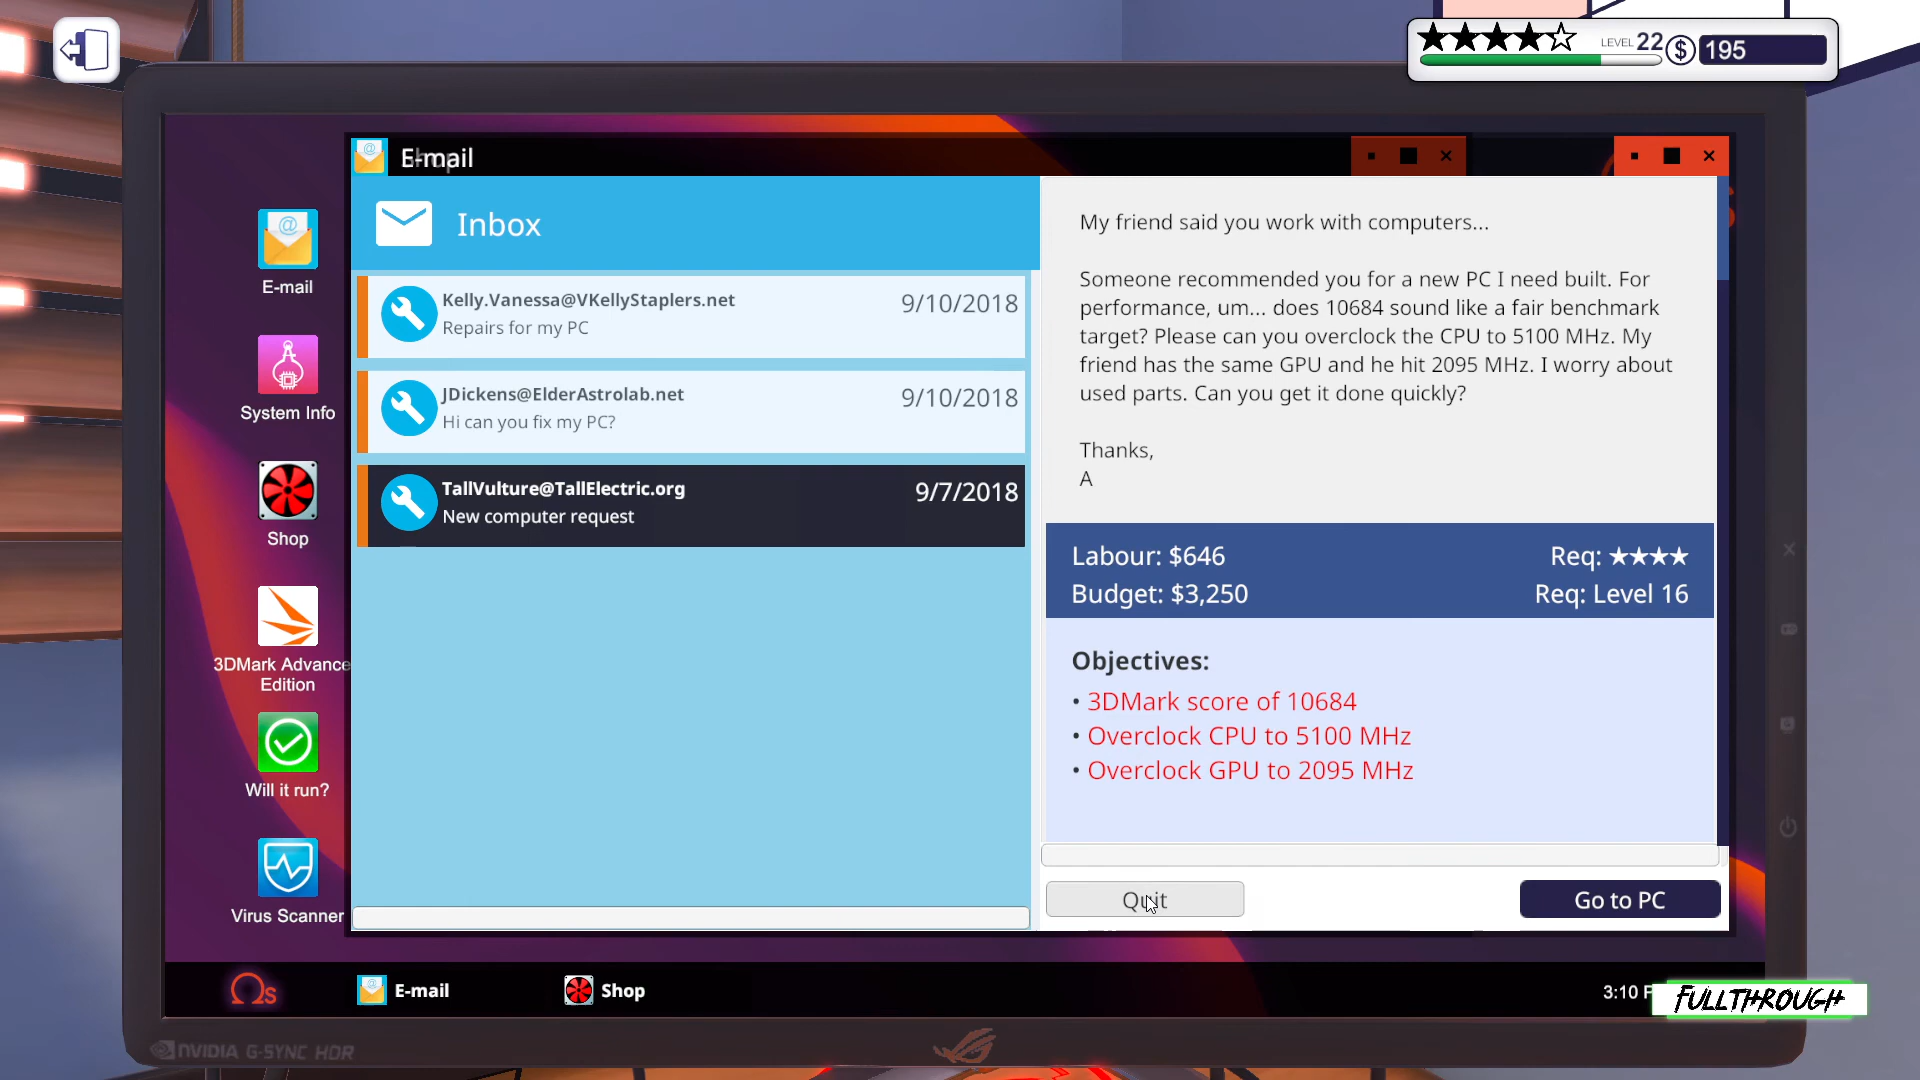 LEVEL 22
195
E-mail
Inbox
Kelly.Vanessa@VKellyStaplers.net
9/10/2018
Repairs for my PC
JDickens@ElderAstrolab.net
9/10/2018
Hi can you fix my PC?
TallVulture@TallElectric.org
9/7/2018
New computer request
My friend said you work with computers...
Someone recommended you for a new PC I need built. For
performance, um... does 10684 sound like a fair benchmark
target? Please can you overclock the CPU to 5100 MHz. My
friend has the same GPU and he hit 2095 MHz. I worry about
used parts. Can you get it done quickly?
Thanks,
A
Labour: $646
Req: ★★★★
Budget: $3,250
Req: Level 16
Objectives:
• 3DMark score of 10684
• Overclock CPU to 5100 MHz
• Overclock GPU to 2095 MHz
Quit
Go to PC
E-mail
System Info
Shop
3DMark Advance
Edition
Will it run?
Virus Scanner
Ωs
E-mail
Shop
3:10
FULLTHROUGH
NVIDIA G-SYNC HDR